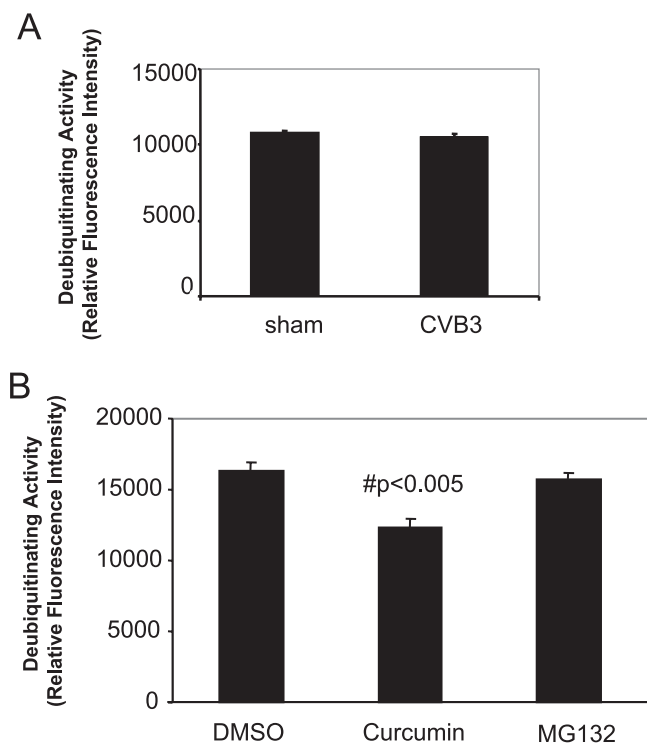 A
Deubiquitinating Activity
(Relative Fluorescence Intensity)
15000
10000
5000
0
sham CVB3
B
Deubiquitinating Activity
(Relative Fluorescence Intensity)
20000
15000
10000
5000
0
#p<0.005
DMSO Curcumin MG132